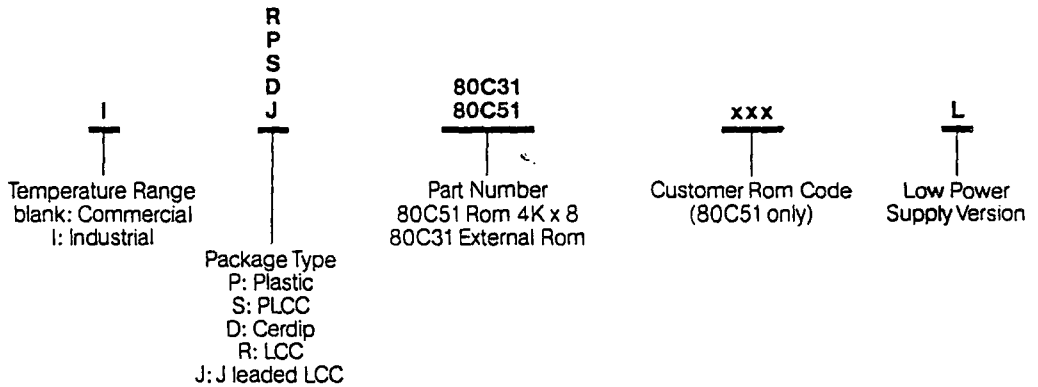 R
P
S
D
J
I
80C31
80C51
xxx
L
Temperature Range
blank: Commercial
I: Industrial
Package Type
P: Plastic
S: PLCC
D: Cerdip
R: LCC
J: J leaded LCC
Part Number
80C51 Rom 4K x 8
80C31 External Rom
Customer Rom Code
(80C51 only)
Low Power
Supply Version